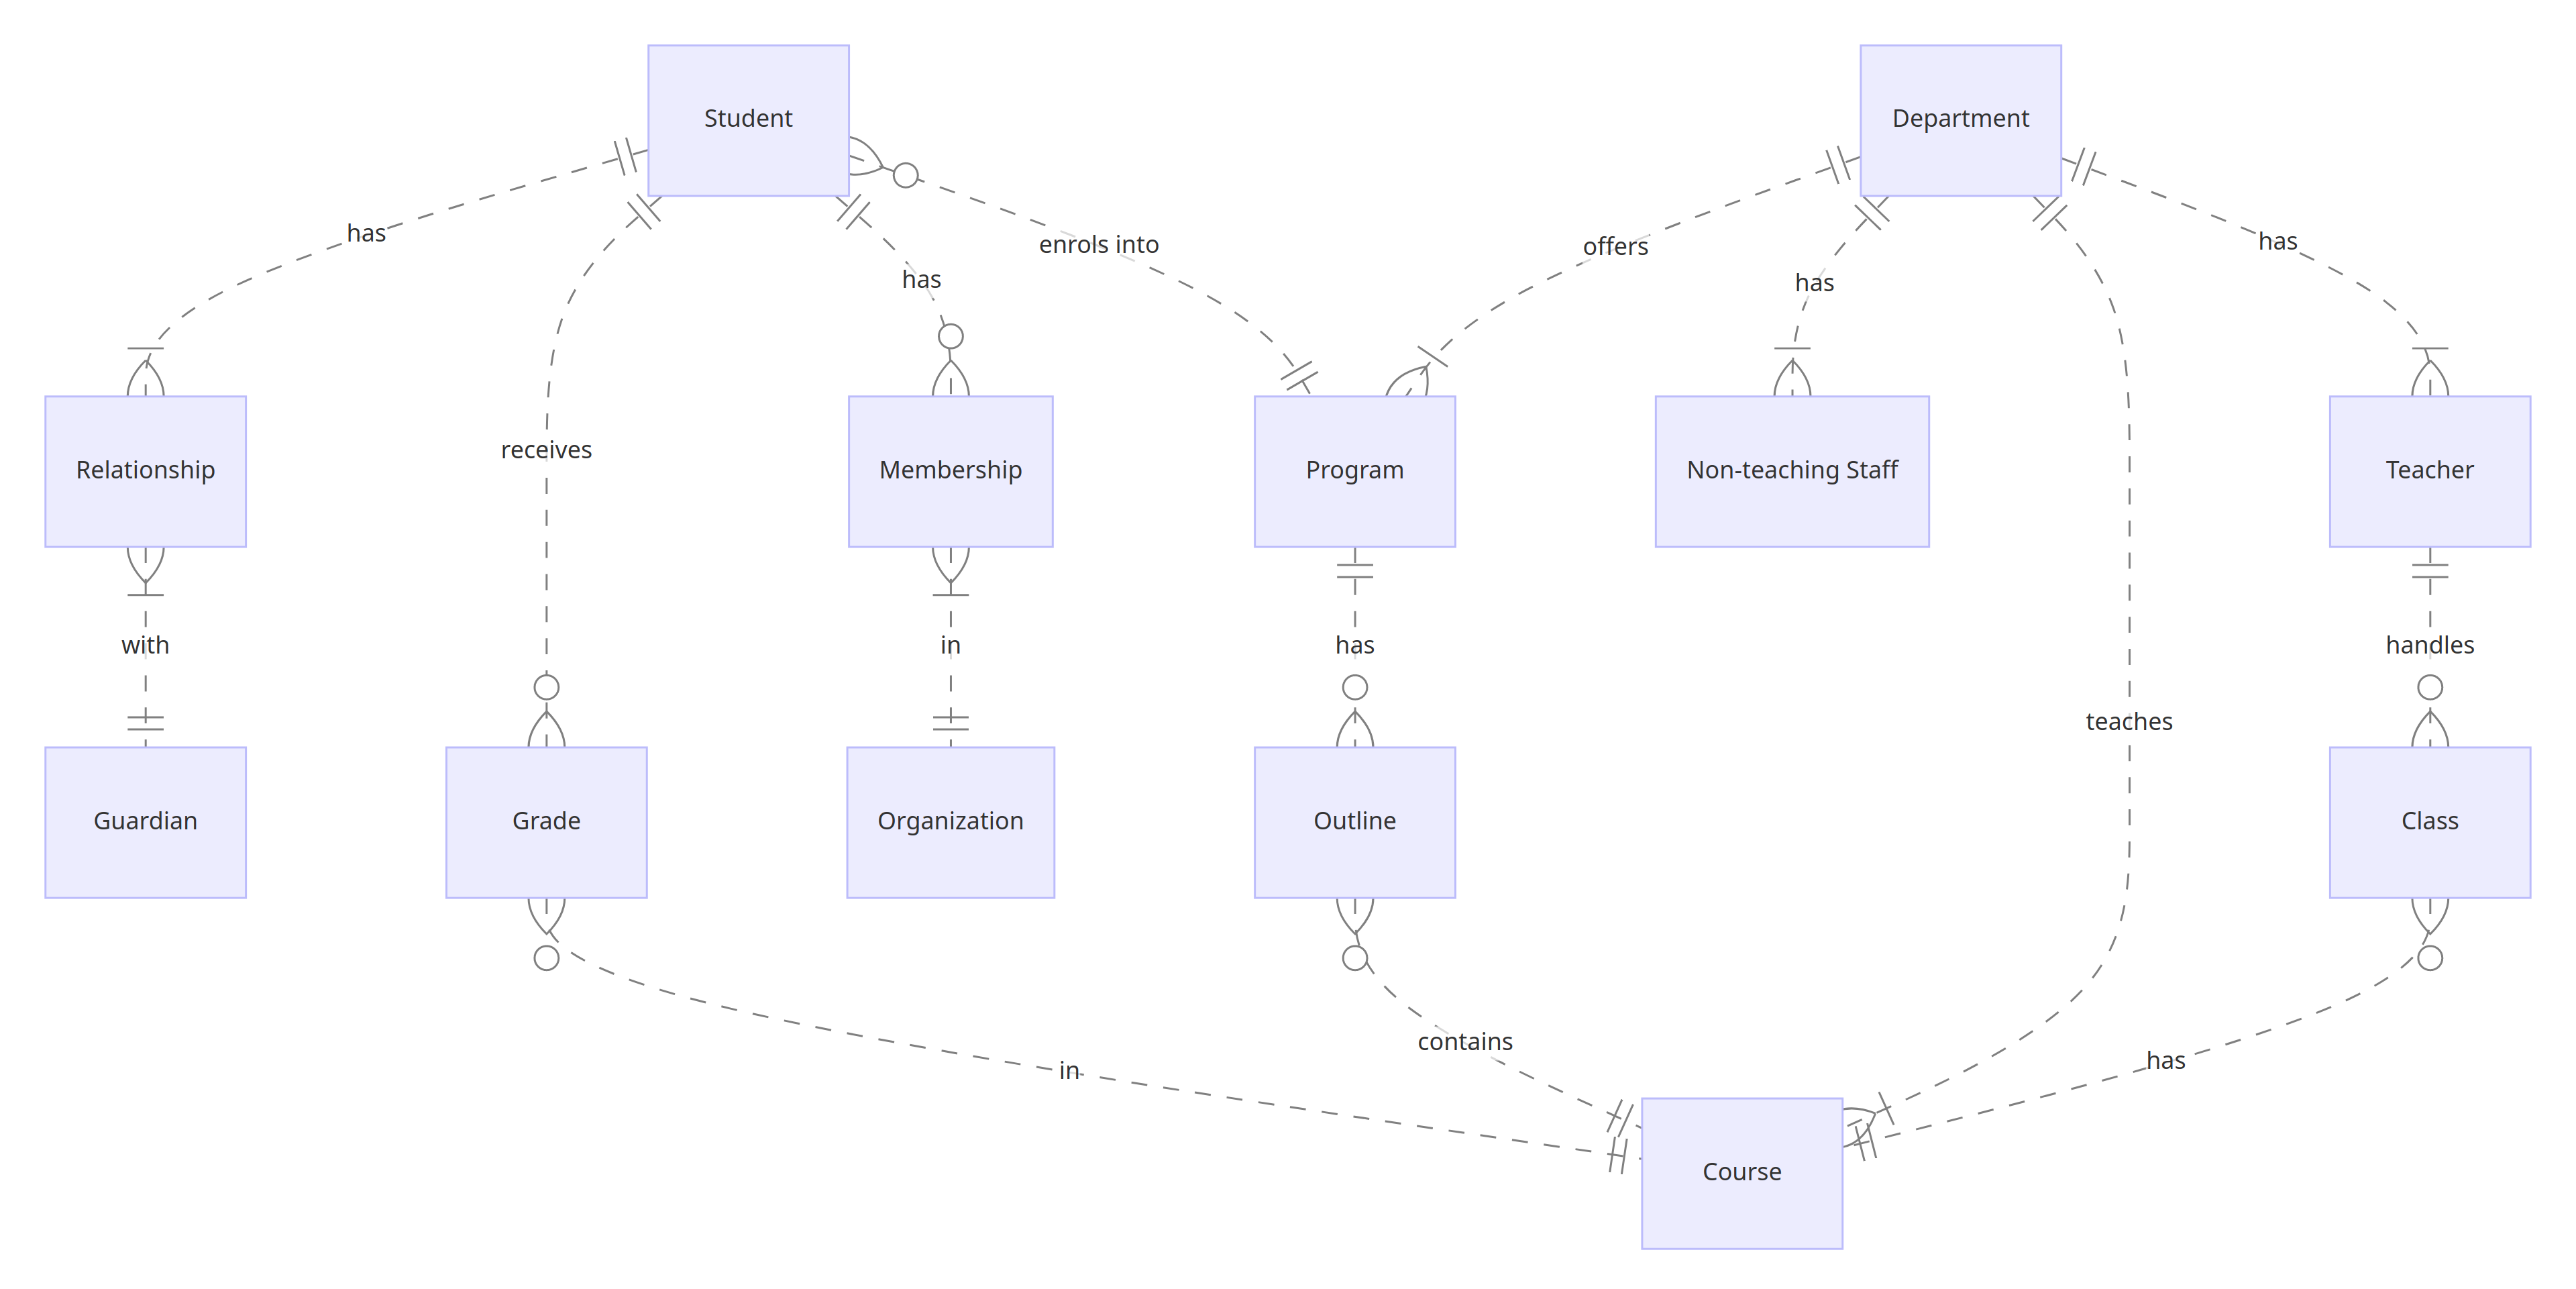 Student
Department
has
enrols into
offers
has
has
has
receives
Relationship
Membership
Program
Non-teaching Staff
Teacher
with
in
has
handles
teaches
Guardian
Grade
Organization
Outline
Class
contains
in
has
Course